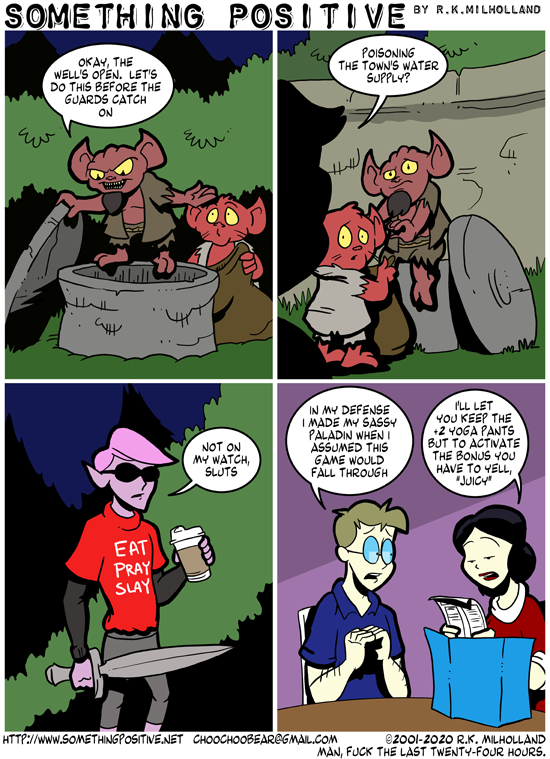 SOMETHING POSITIVE BY R.K.MILHOLLAND
OKAY, THE
WELL'S OPEN. LET'S
DO THIS BEFORE THE
GUARDS CATCH
ON
POISONING
THE TOWN'S WATER
SUPPLY?
NOT ON
MY WATCH,
SLUTS
EAT
PRAY
SLAY
IN MY DEFENSE
I MADE MY SASSY
PALADIN WHEN I
ASSUMED THIS
GAME WOULD
FALL THROUGH
I'LL LET
YOU KEEP THE
+2 YOGA PANTS
BUT TO ACTIVATE
THE BONUS YOU
HAVE TO YELL,
"JUICY"
HTTP://WWW.SOMETHINGPOSITIVE.NET CHOOCHOOBEAR@GMAIL.COM ©2001-2020 R.K. MILHOLLAND
MAN, FUCK THE LAST TWENTY-FOUR HOURS.